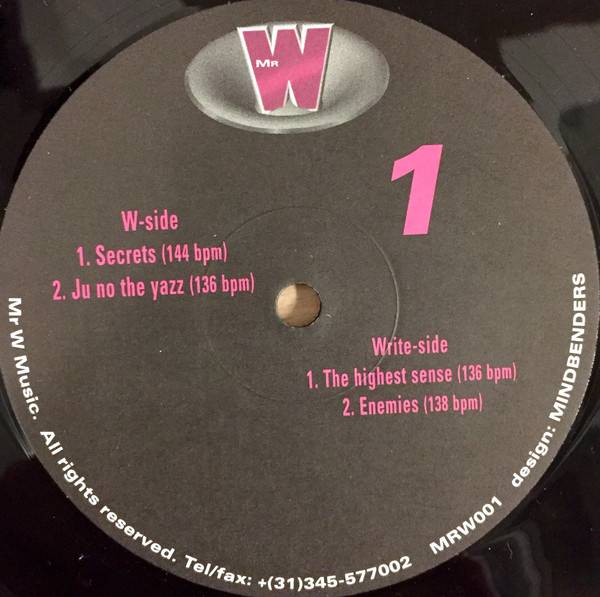 MR W
1
W-side
1. Secrets (144 bpm)
2. Ju no the yazz (136 bpm)
Write-side
1. The highest sense (136 bpm)
2. Enemies (138 bpm)
Mr W Music. All rights reserved. Tel/fax: +(31)345-577002 MRW001 design: MINDBENDERS